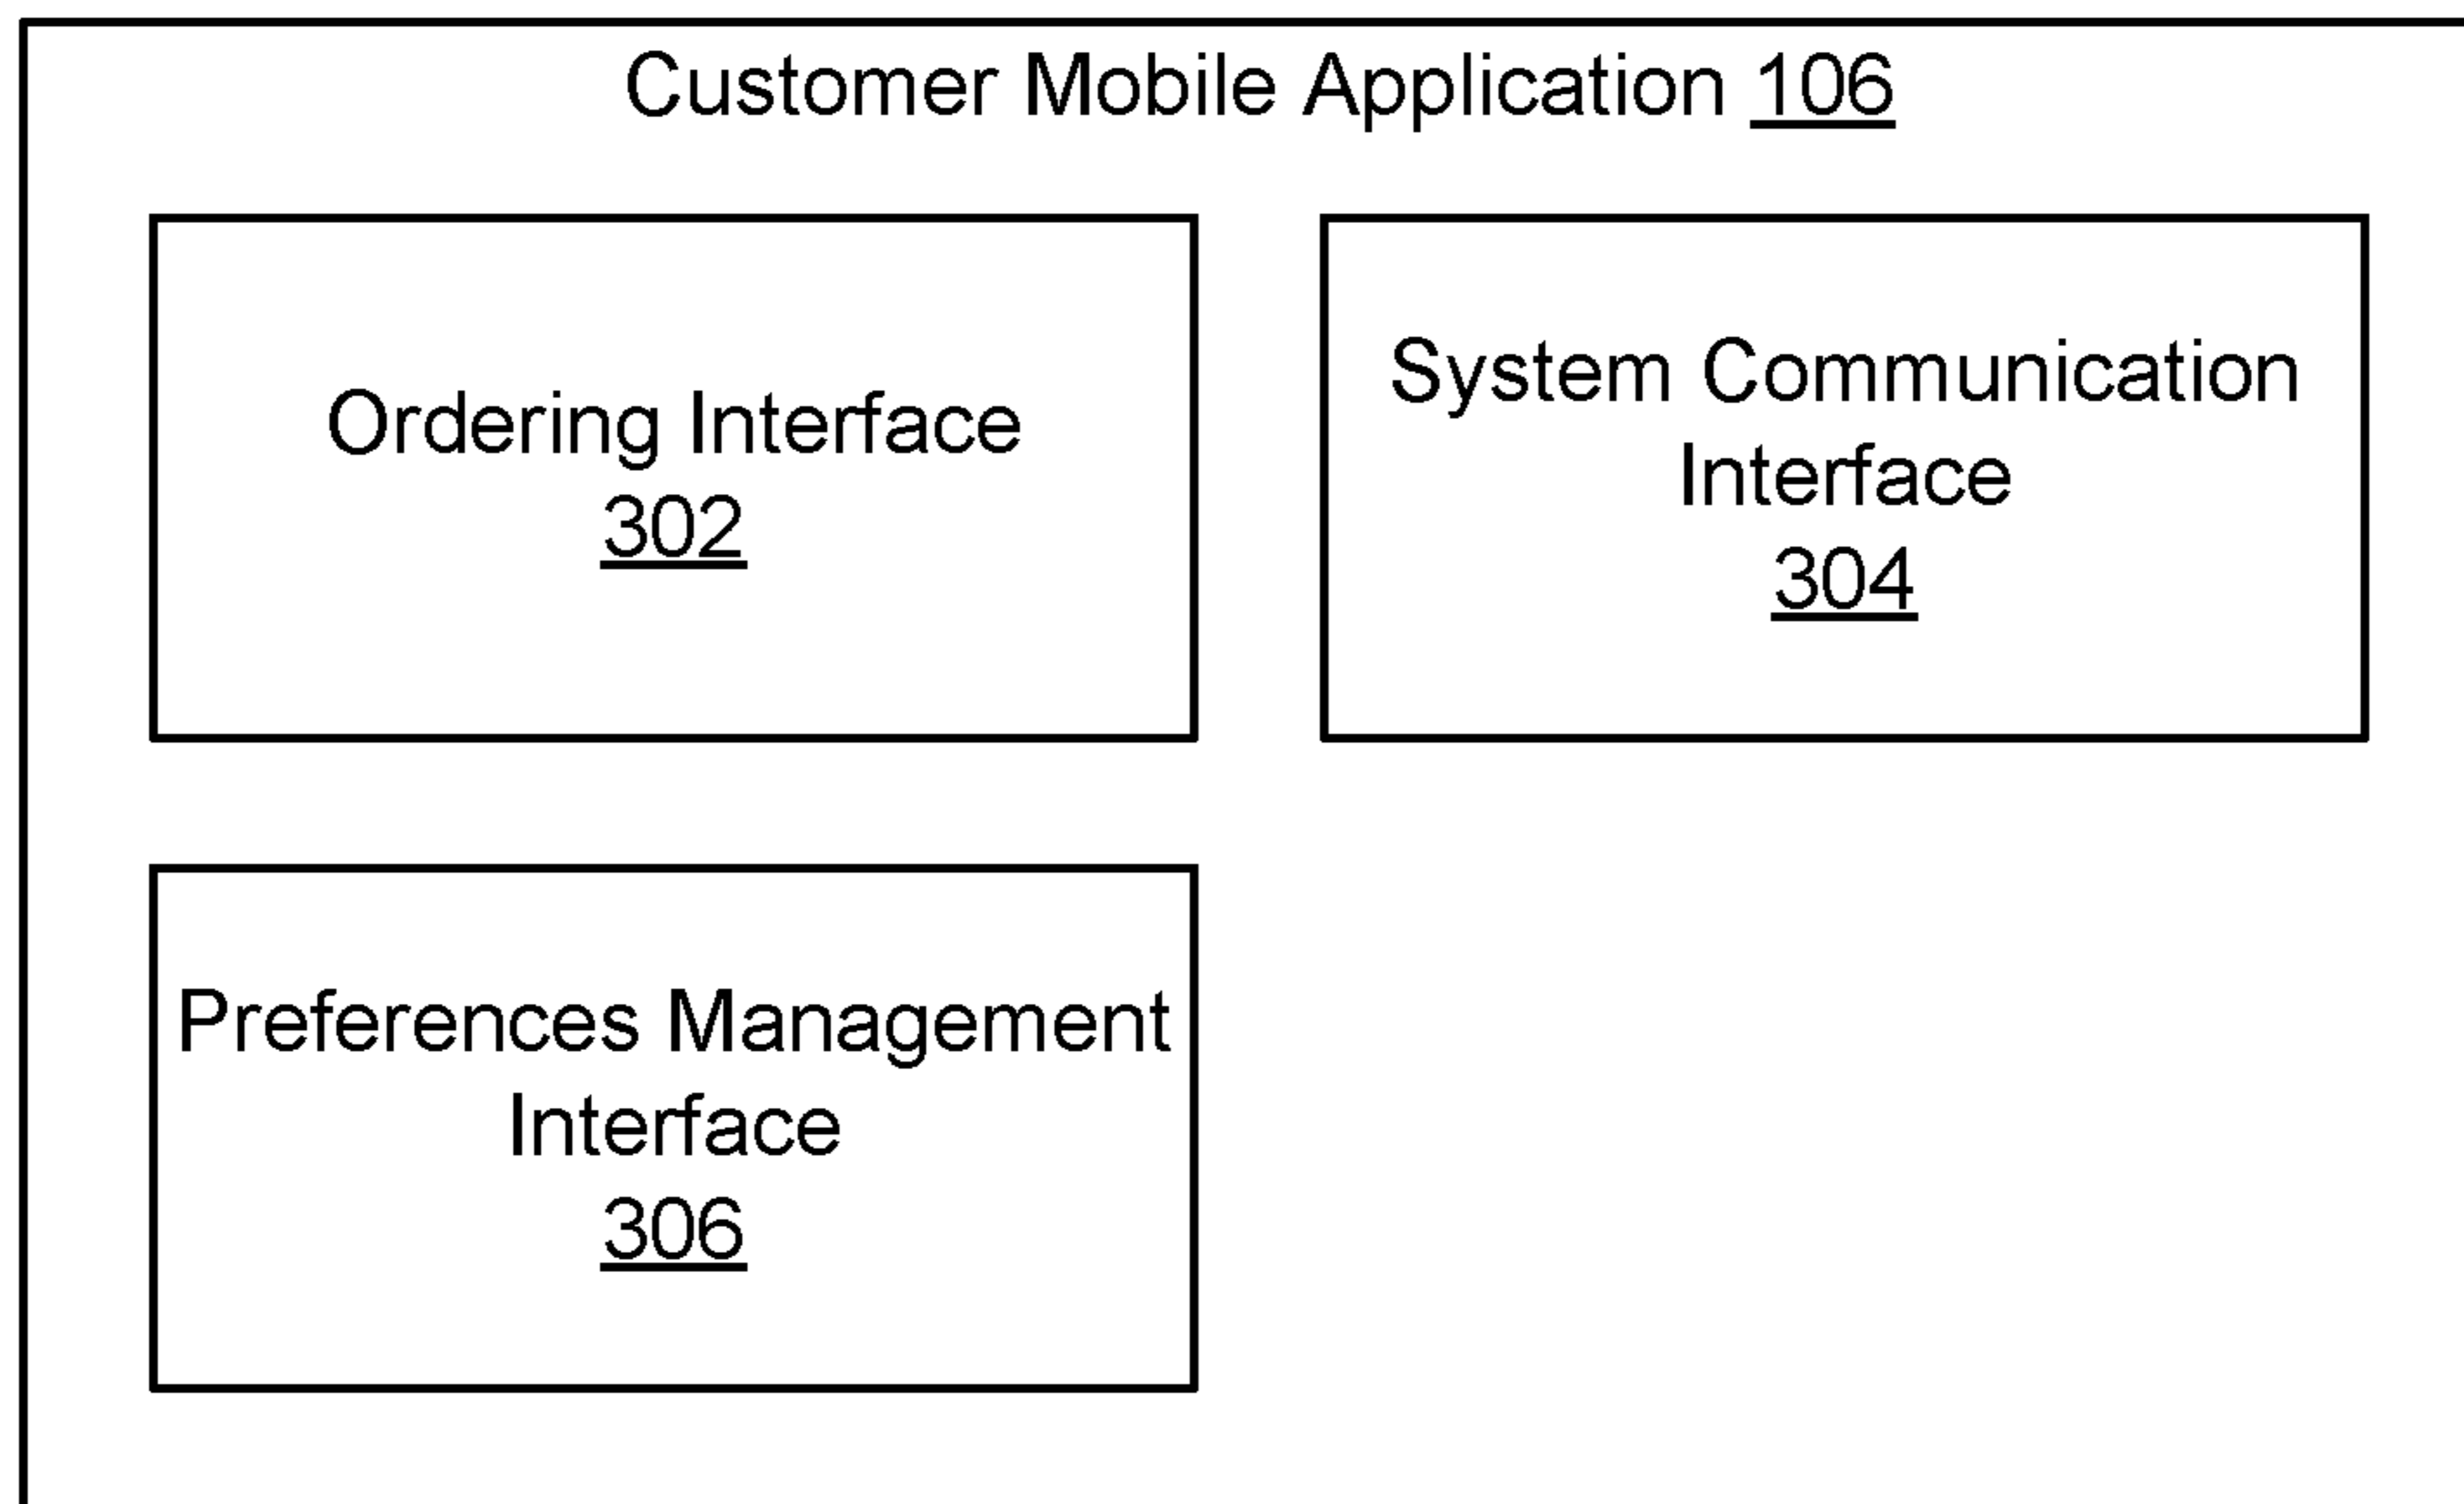 Customer Mobile Application 106
Ordering Interface
302
System Communication
Interface
304
Preferences Management
Interface
306